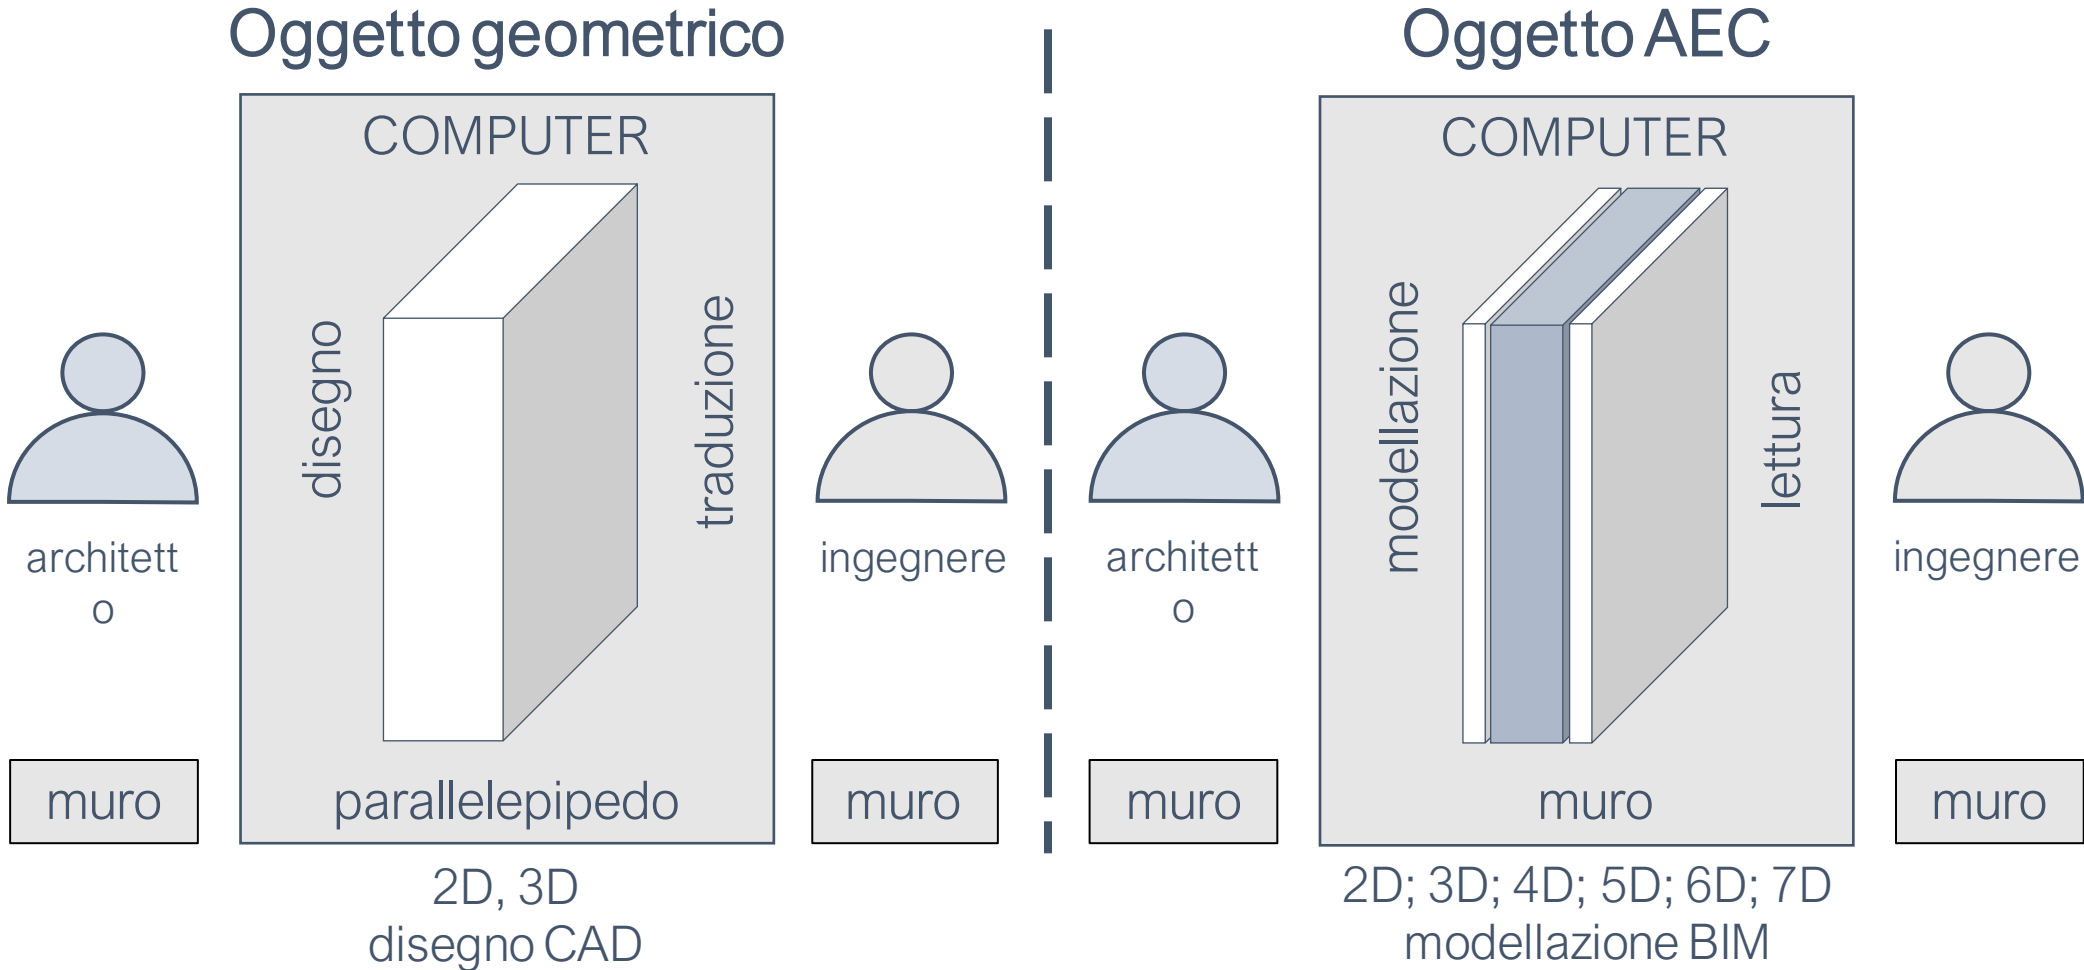 Oggetto geometrico
COMPUTER
disegno
traduzione
architett
o
ingegnere
muro
parallelepipedo
muro
2D, 3D
disegno CAD
Oggetto AEC
COMPUTER
modellazione
lettura
architett
o
ingegnere
muro
muro
muro
2D; 3D; 4D; 5D; 6D; 7D
modellazione BIM